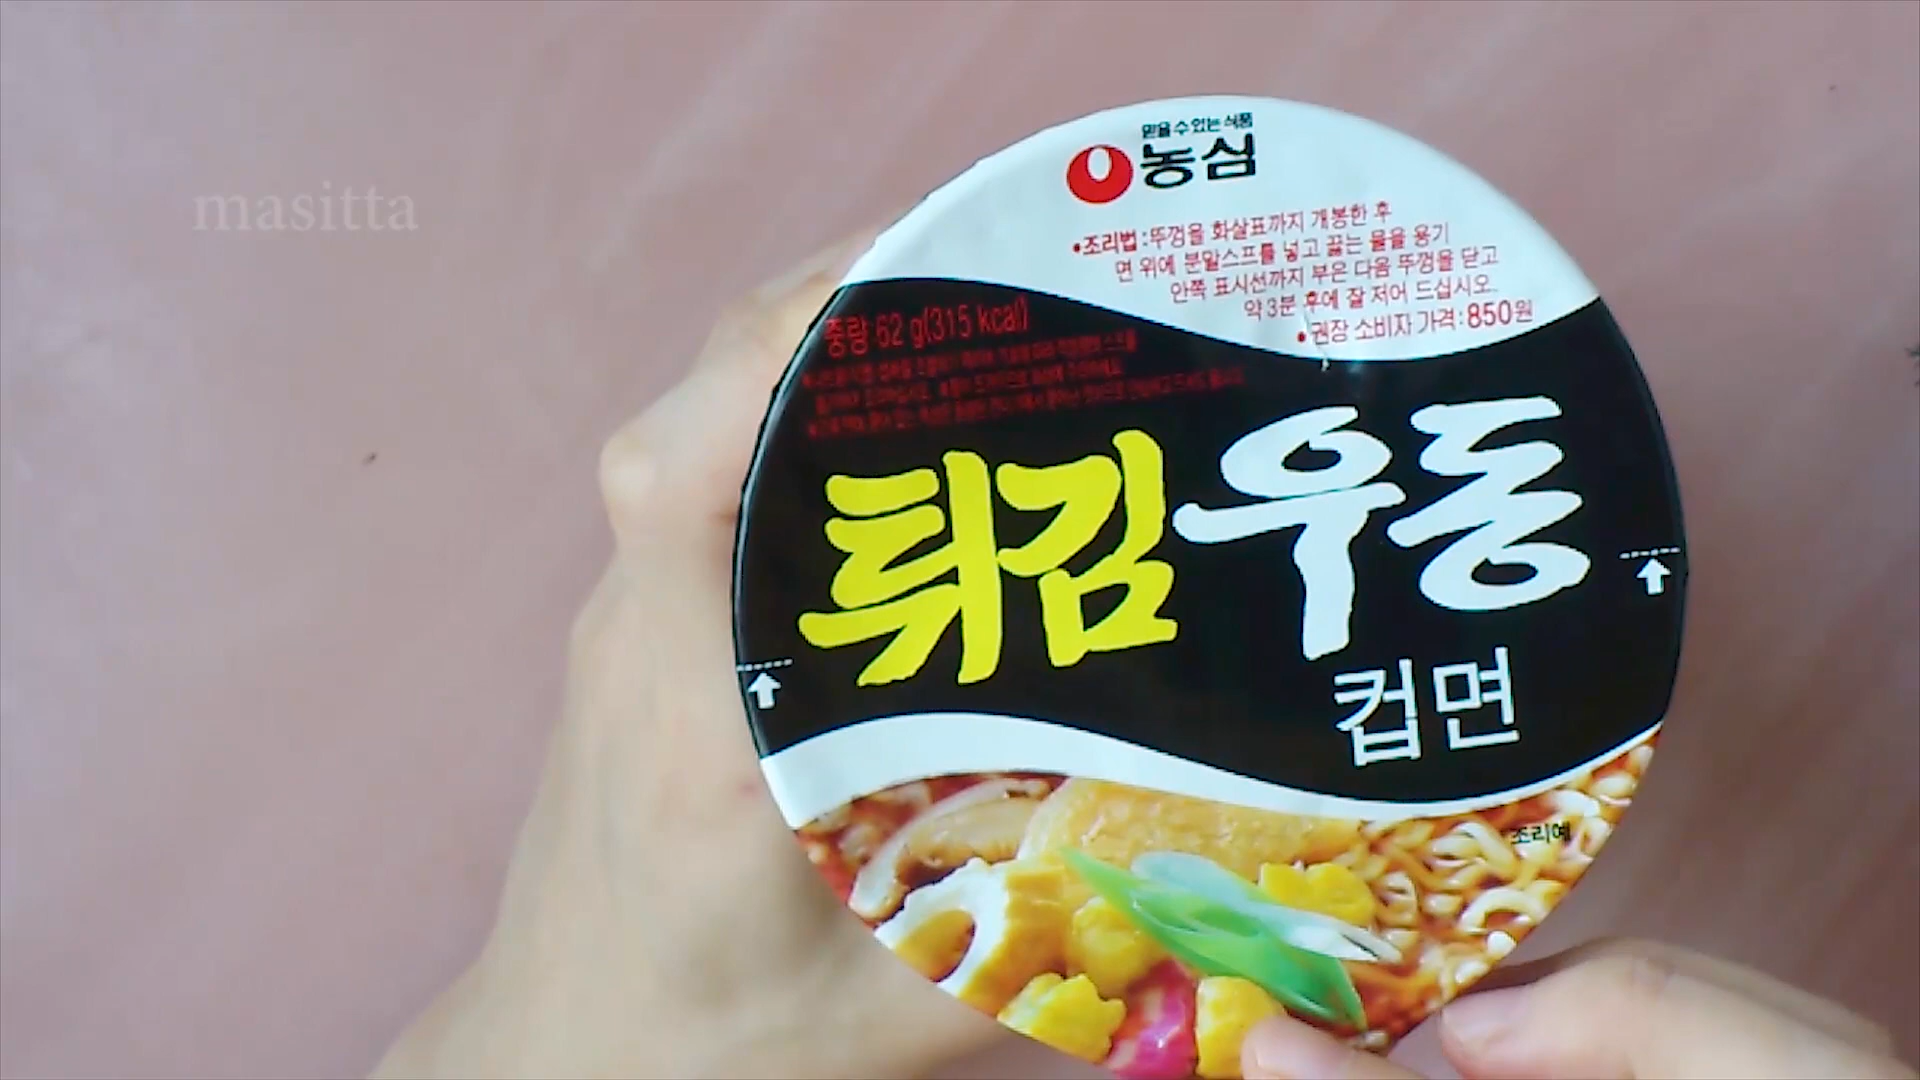 masitta
믿을 수 있는 식품
농심
•조리법:뚜껑을 화살표까지 개봉한 후
면 위에 분말스프를 넣고 끓는 물을 용기
안쪽 표시선까지 부은 다음 뚜껑을 닫고
약 3분 후에 잘 저어 드십시오.
•권장 소비자 가격:850원
중량 62 g(315 kcal)
튀김우동
컵면
조리예